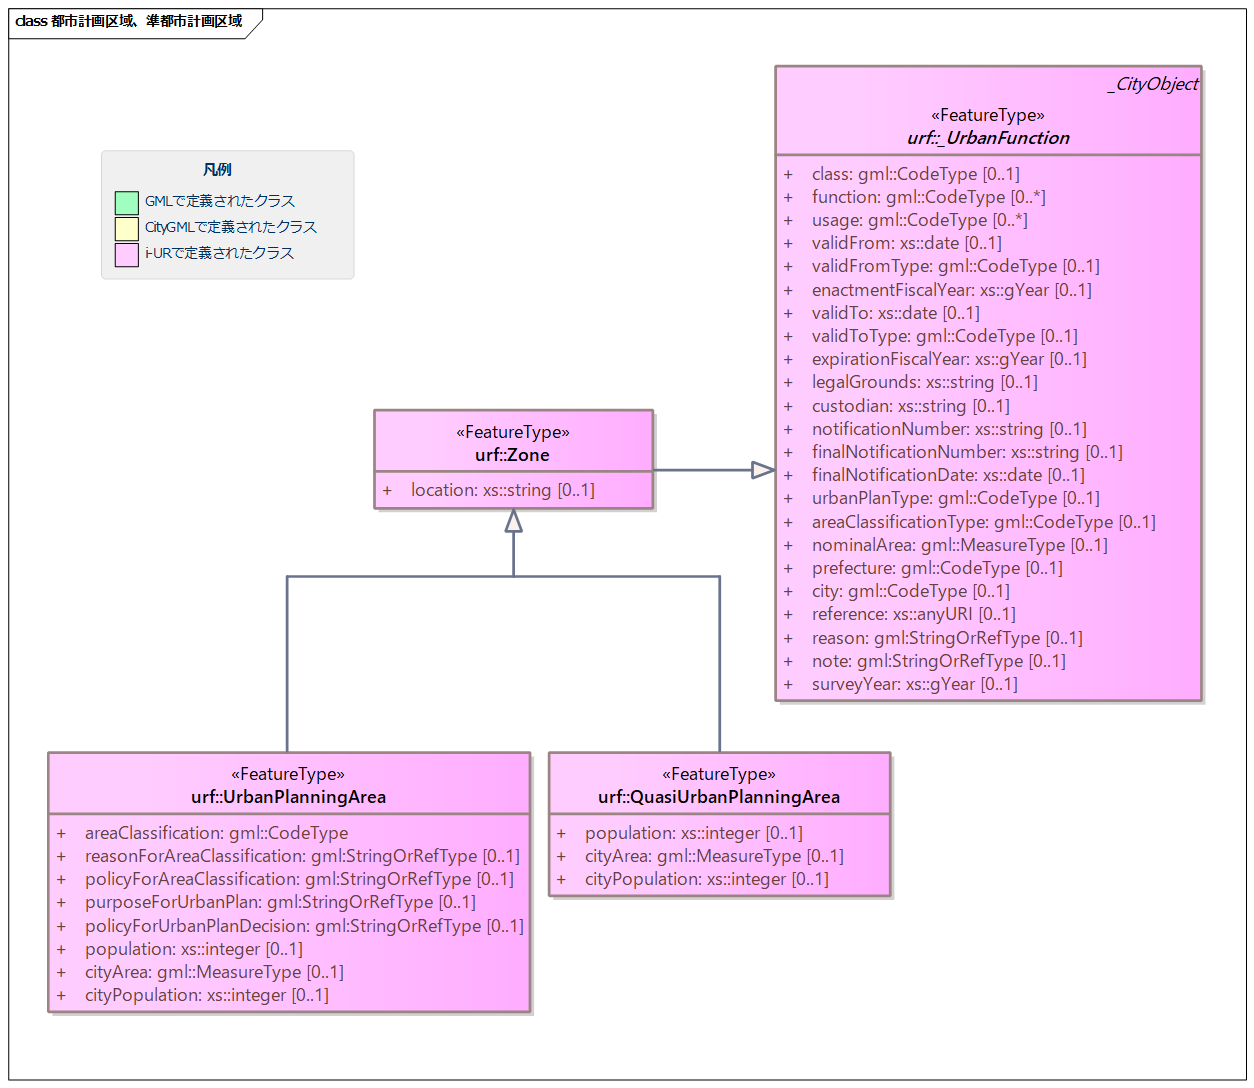 class 都市計画区域、準都市計画区域
凡例
GMLで定義されたクラス
CityGMLで定義されたクラス
i-URで定義されたクラス
_CityObject
«FeatureType»
urf::_UrbanFunction
+ class: gml::CodeType [0..1]
+ function: gml::CodeType [0..*]
+ usage: gml::CodeType [0..*]
+ validFrom: xs::date [0..1]
+ validFromType: gml::CodeType [0..1]
+ enactmentFiscalYear: xs::gYear [0..1]
+ validTo: xs::date [0..1]
+ validToType: gml::CodeType [0..1]
+ expirationFiscalYear: xs::gYear [0..1]
+ legalGrounds: xs::string [0..1]
+ custodian: xs::string [0..1]
+ notificationNumber: xs::string [0..1]
+ finalNotificationNumber: xs::string [0..1]
+ finalNotificationDate: xs::date [0..1]
+ urbanPlanType: gml::CodeType [0..1]
+ areaClassificationType: gml::CodeType [0..1]
+ nominalArea: gml::MeasureType [0..1]
+ prefecture: gml::CodeType [0..1]
+ city: gml::CodeType [0..1]
+ reference: xs::anyURI [0..1]
+ reason: gml:StringOrRefType [0..1]
+ note: gml:StringOrRefType [0..1]
+ surveyYear: xs::gYear [0..1]
«FeatureType»
urf::Zone
+ location: xs::string [0..1]
«FeatureType»
urf::UrbanPlanningArea
+ areaClassification: gml::CodeType
+ reasonForAreaClassification: gml:StringOrRefType [0..1]
+ policyForAreaClassification: gml:StringOrRefType [0..1]
+ purposeForUrbanPlan: gml:StringOrRefType [0..1]
+ policyForUrbanPlanDecision: gml:StringOrRefType [0..1]
+ population: xs::integer [0..1]
+ cityArea: gml::MeasureType [0..1]
+ cityPopulation: xs::integer [0..1]
«FeatureType»
urf::QuasiUrbanPlanningArea
+ population: xs::integer [0..1]
+ cityArea: gml::MeasureType [0..1]
+ cityPopulation: xs::integer [0..1]